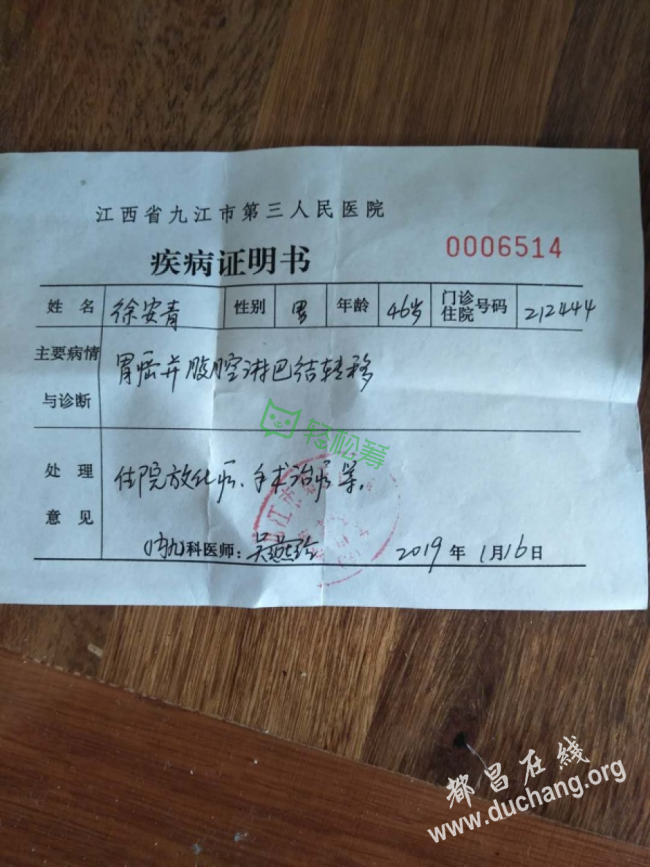 江西省九江市第三人民医院
疾病证明书
0006514
姓名 徐安青 性别 男 年龄 46岁 门诊住院号码 212444
主要病情与诊断
胃癌并腹腔淋巴结转移
轻松筹
处理意见
住院放化疗、手术治疗等。
(内九)科医师:吴燕玲 2019年1月16日
都昌在线
www.duchang.org